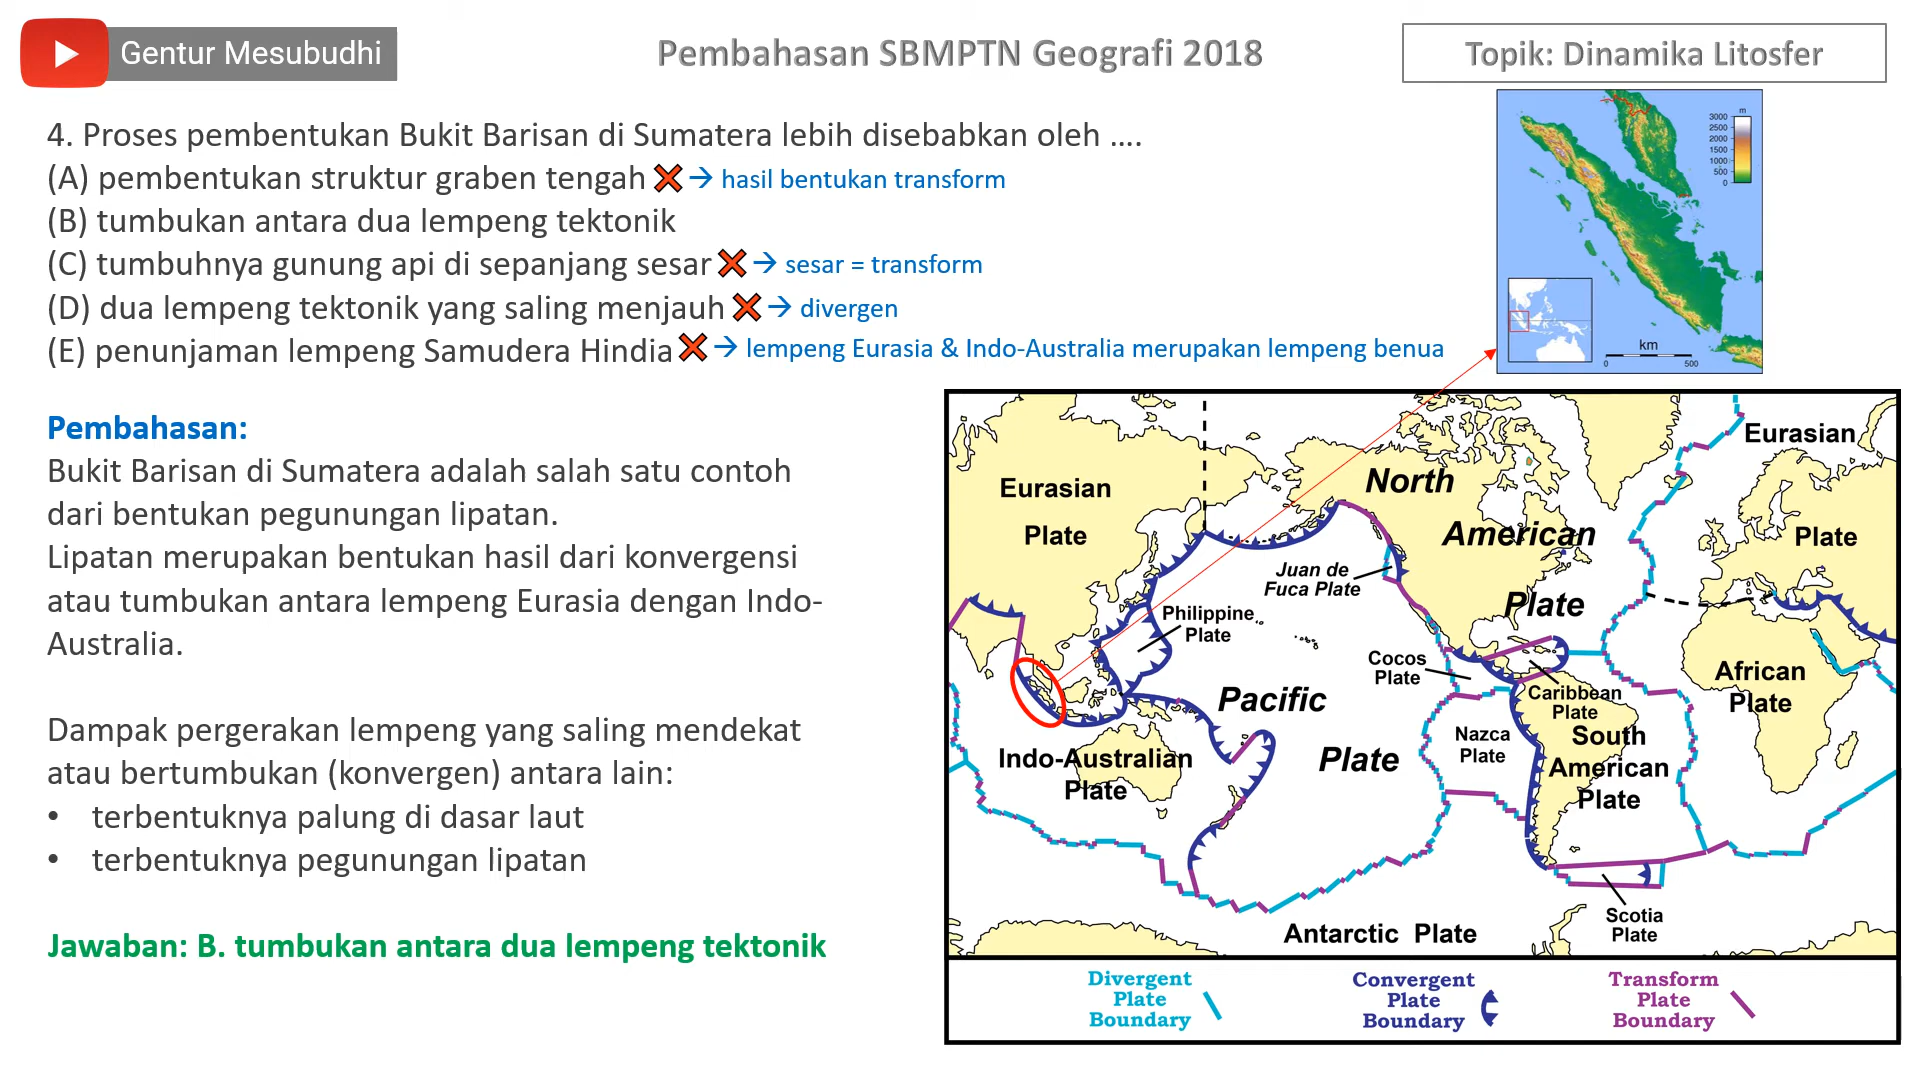 Gentur Mesubudhi
Pembahasan SBMPTN Geografi 2018
Topik: Dinamika Litosfer
4. Proses pembentukan Bukit Barisan di Sumatera lebih disebabkan oleh ....
(A) pembentukan struktur graben tengah → hasil bentukan transform
(B) tumbukan antara dua lempeng tektonik
(C) tumbuhnya gunung api di sepanjang sesar → sesar = transform
(D) dua lempeng tektonik yang saling menjauh → divergen
(E) penunjaman lempeng Samudera Hindia → lempeng Eurasia & Indo-Australia merupakan lempeng benua
m
3000
2500
2000
1500
1000
500
0
km
0 500
Pembahasan:
Bukit Barisan di Sumatera adalah salah satu contoh
dari bentukan pegunungan lipatan.
Lipatan merupakan bentukan hasil dari konvergensi
atau tumbukan antara lempeng Eurasia dengan Indo-
Australia.
Dampak pergerakan lempeng yang saling mendekat
atau bertumbukan (konvergen) antara lain:
• terbentuknya palung di dasar laut
• terbentuknya pegunungan lipatan
Jawaban: B. tumbukan antara dua lempeng tektonik
Eurasian
Plate
North
American
Plate
Eurasian
Plate
Juan de
Fuca Plate
Philippine
Plate
Cocos
Plate
Caribbean
Plate
African
Plate
Pacific
Plate
Nazca
Plate
South
American
Plate
Indo-Australian
Plate
Scotia
Plate
Antarctic Plate
Divergent
Plate
Boundary
Convergent
Plate
Boundary
Transform
Plate
Boundary